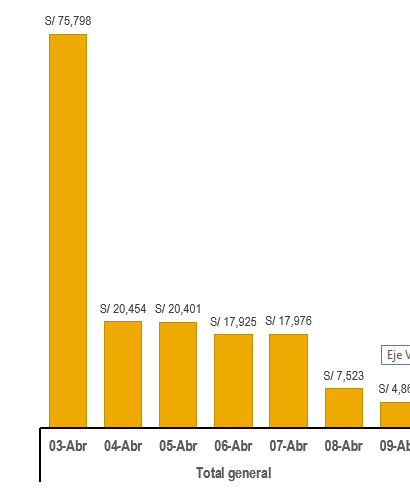 S/ 75,798
S/ 20,454 S/ 20,401
S/ 17,925 S/ 17,976
Eje
S/ 7,523
03-Abr 04-Abr 05-Abr 06-Abr 07-Abr 08-Abr
Total general